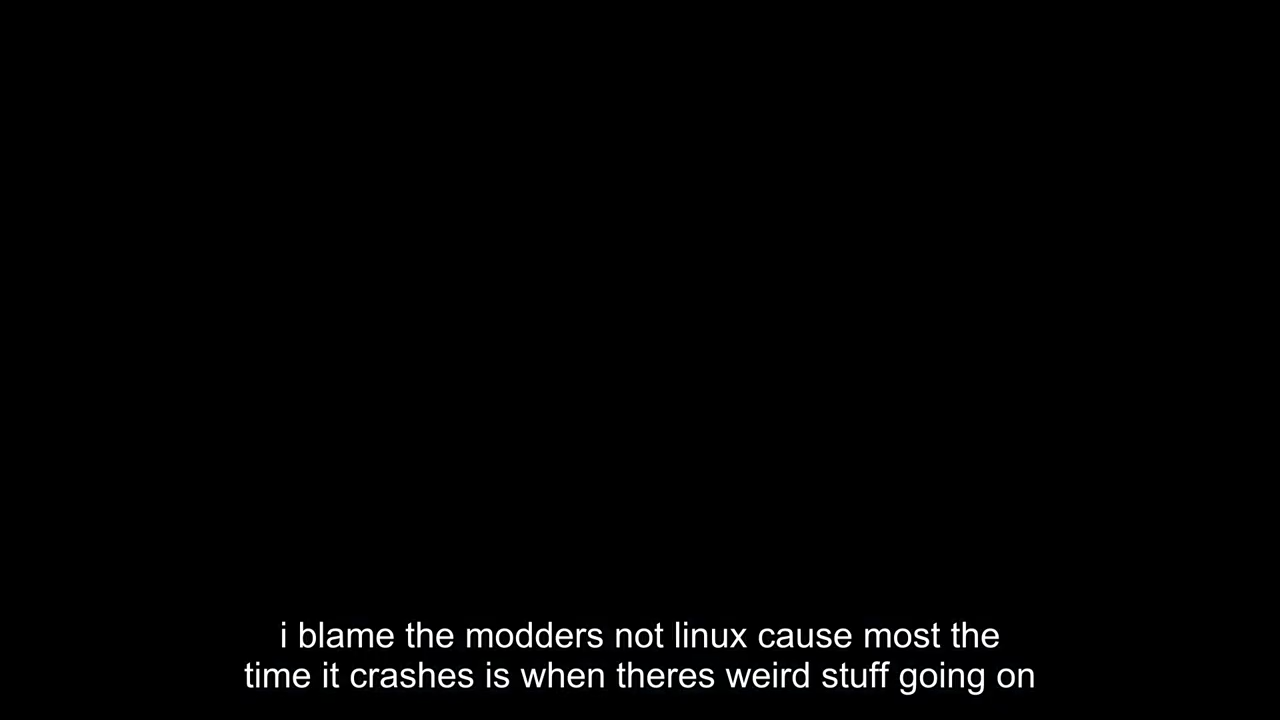 i blame the modders not linux cause most the
time it crashes is when theres weird stuff going on